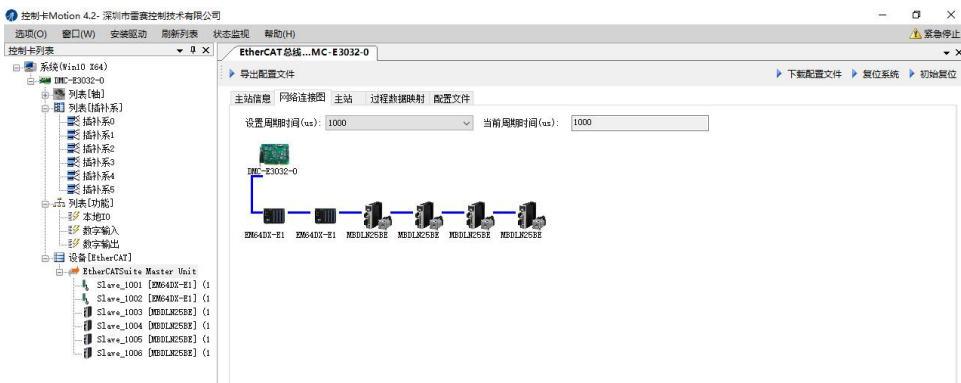 控制卡Motion 4.2- 深圳市雷赛控制技术有限公司
选项(O) 窗口(W) 安装驱动 刷新列表 状态监视 帮助(H) 紧急停止
控制卡列表
系统(Win10 X64)
DMC-E3032-0
列表[轴]
列表[插补系]
插补系0
插补系1
插补系2
插补系3
插补系4
插补系5
列表[功能]
本地IO
数字输入
数字输出
设备[EtherCAT]
EtherCATSuite Master Unit
Slave_1001 [EM64DX-E1] (1
Slave_1002 [EM64DX-E1] (1
Slave_1003 [MBDLN25BE] (1
Slave_1004 [MBDLN25BE] (1
Slave_1005 [MBDLN25BE] (1
Slave_1006 [MBDLN25BE] (1
EtherCAT总线...MC-E3032-0
导出配置文件 下载配置文件 复位系统 初始复位
主站信息 网络连接图 主站 过程数据映射 配置文件
设置周期时间(us): 1000 当前周期时间(us): 1000
DMC-E3032-0
EM64DX-E1 EM64DX-E1 MBDLN25BE MBDLN25BE MBDLN25BE MBDLN25BE